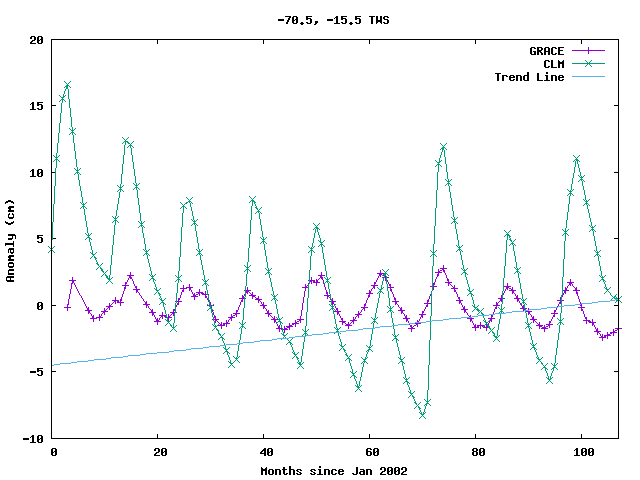 -70.5, -15.5 TWS
GRACE
CLM
Trend Line
20
15
10
5
0
-5
-10
Anomaly (cm)
0 20 40 60 80 100
Months since Jan 2002